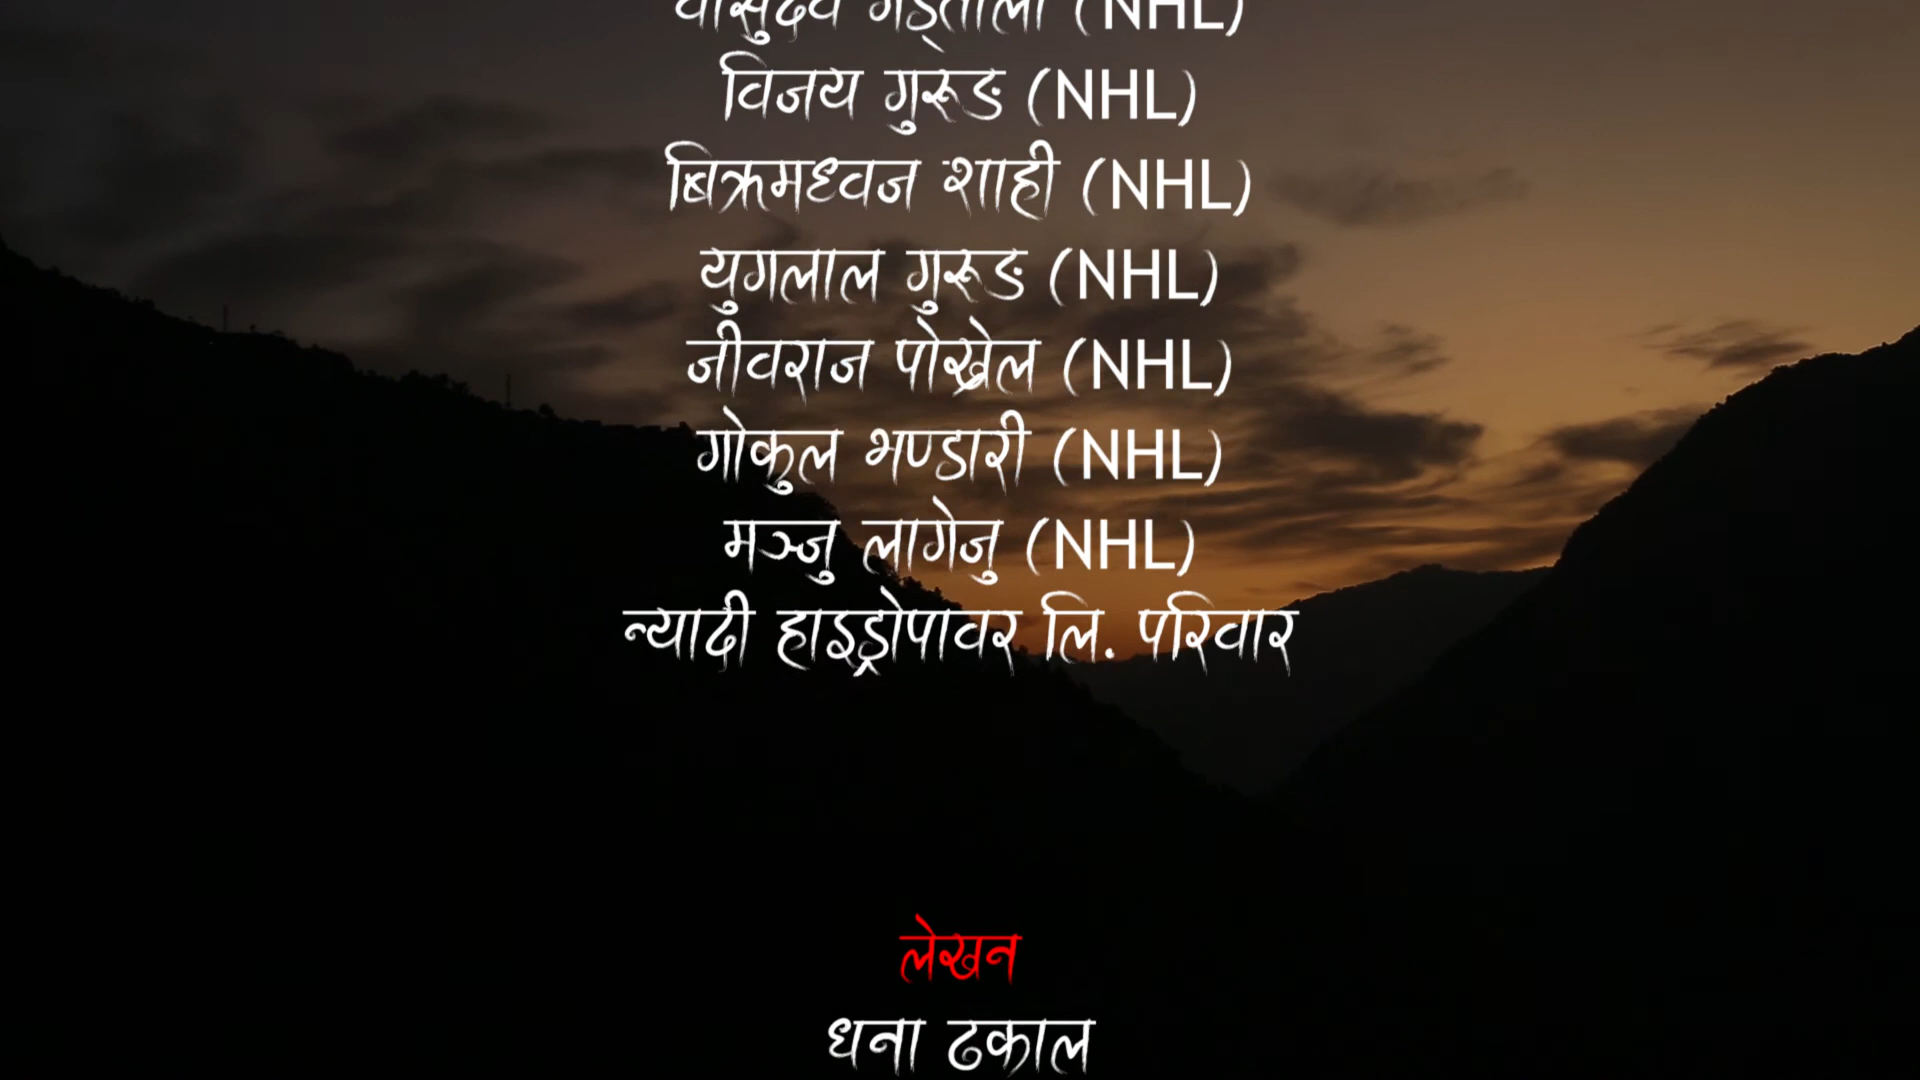 (NHL)
विजय गुरूङ (NHL)
बिक्रमध्वज शाही (NHL)
युगलाल गुरूङ (NHL)
जीवराज पोख्रेल (NHL)
गोकुल भण्डारी (NHL)
मञ्जु लागेजु (NHL)
न्यादी हाइड्रोपावर लि. परिवार
लेखन
धना ढकाल